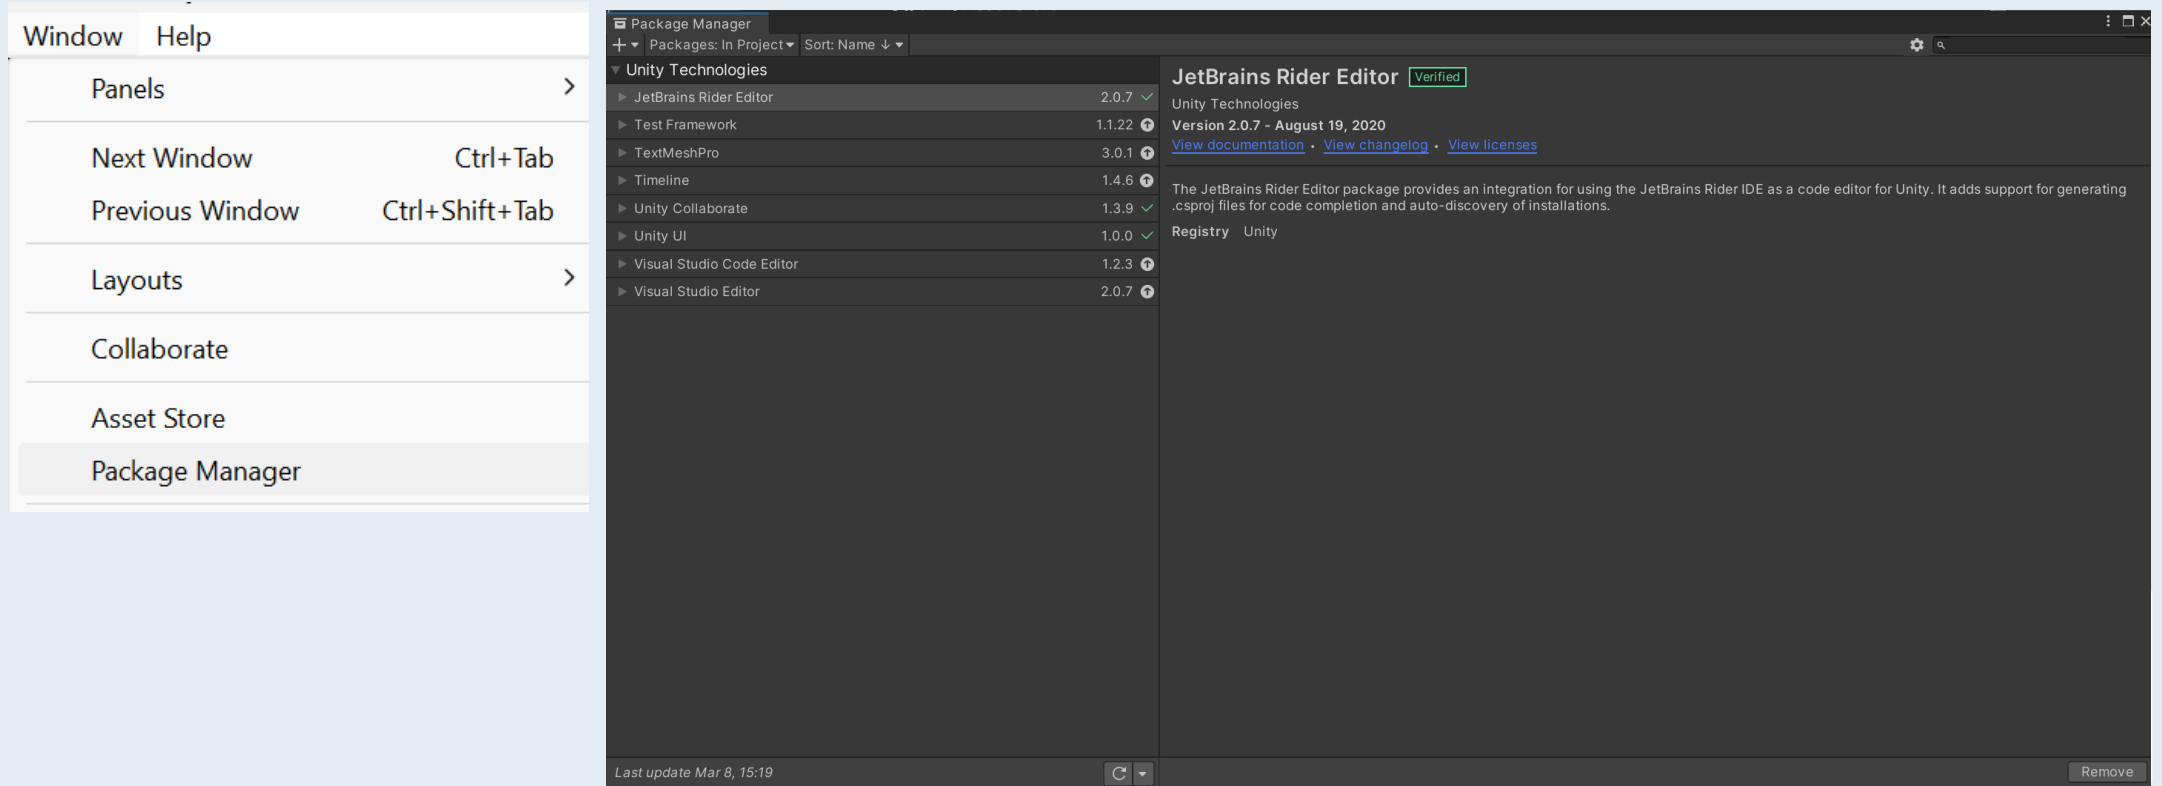 Window Help
Panels
Next Window Ctrl+Tab
Previous Window Ctrl+Shift+Tab
Layouts
Collaborate
Asset Store
Package Manager
Package Manager
Packages: In Project Sort: Name ↓
Unity Technologies
JetBrains Rider Editor 2.0.7
Test Framework 1.1.22
TextMeshPro 3.0.1
Timeline 1.4.6
Unity Collaborate 1.3.9
Unity UI 1.0.0
Visual Studio Code Editor 1.2.3
Visual Studio Editor 2.0.7
Last update Mar 8, 15:19
JetBrains Rider Editor Verified
Unity Technologies
Version 2.0.7 - August 19, 2020
View documentation • View changelog • View licenses
The JetBrains Rider Editor package provides an integration for using the JetBrains Rider IDE as a code editor for Unity. It adds support for generating
.csproj files for code completion and auto-discovery of installations.
Registry Unity
Remove